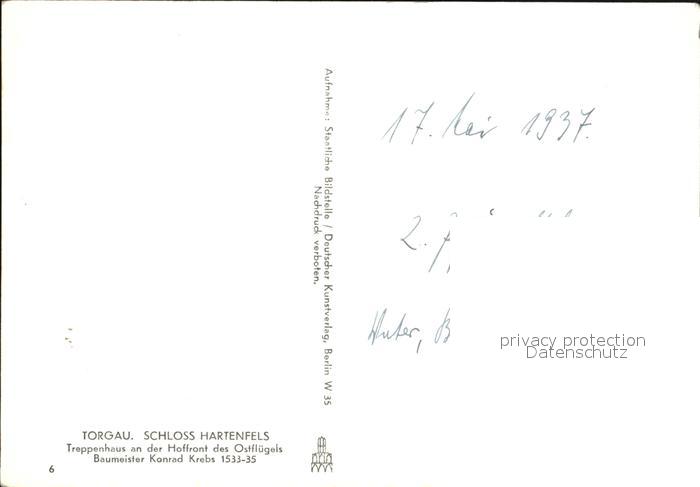 17. Mai 1937.
2.
privacy protection
Datenschutz
Aufnahme: Staatliche Bildstelle / Deutscher Kunstverlag, Berlin W 35
Nachdruck verboten.
TORGAU. SCHLOSS HARTENFELS
Treppenhaus an der Hoffront des Ostflügels
Baumeister Konrad Krebs 1533-35
6